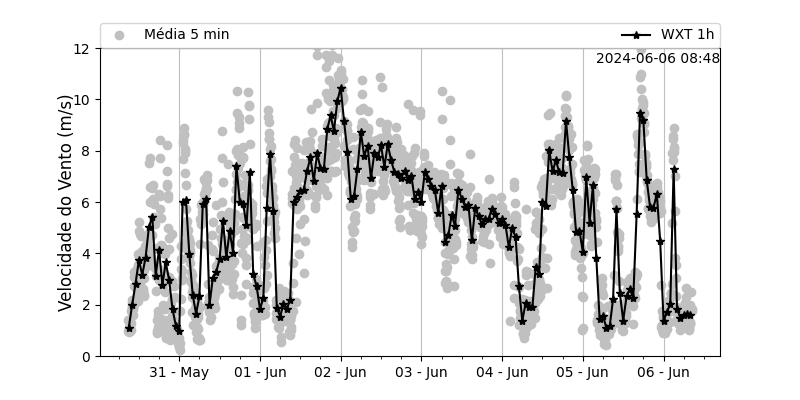 Média 5 min
WXT 1h
2024-06-06 08:48
Velocidade do Vento (m/s)
12
10
8
6
4
2
0
31 - May
01 - Jun
02 - Jun
03 - Jun
04 - Jun
05 - Jun
06 - Jun